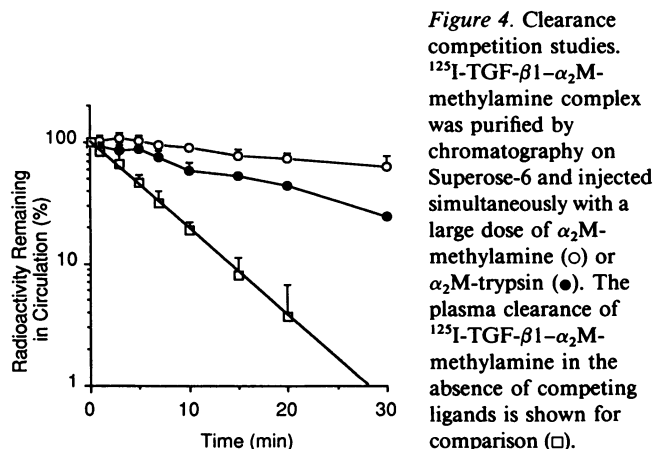 Figure 4. Clearance
competition studies.
¹²⁵I-TGF-β1–α₂M-
methylamine complex
was purified by
chromatography on
Superose-6 and injected
simultaneously with a
large dose of α₂M-
methylamine (○) or
α₂M-trypsin (●). The
plasma clearance of
¹²⁵I-TGF-β1–α₂M-
methylamine in the
absence of competing
ligands is shown for
comparison (□).
Radioactivity Remaining
in Circulation (%)
100
10
1
0
10
20
30
Time (min)